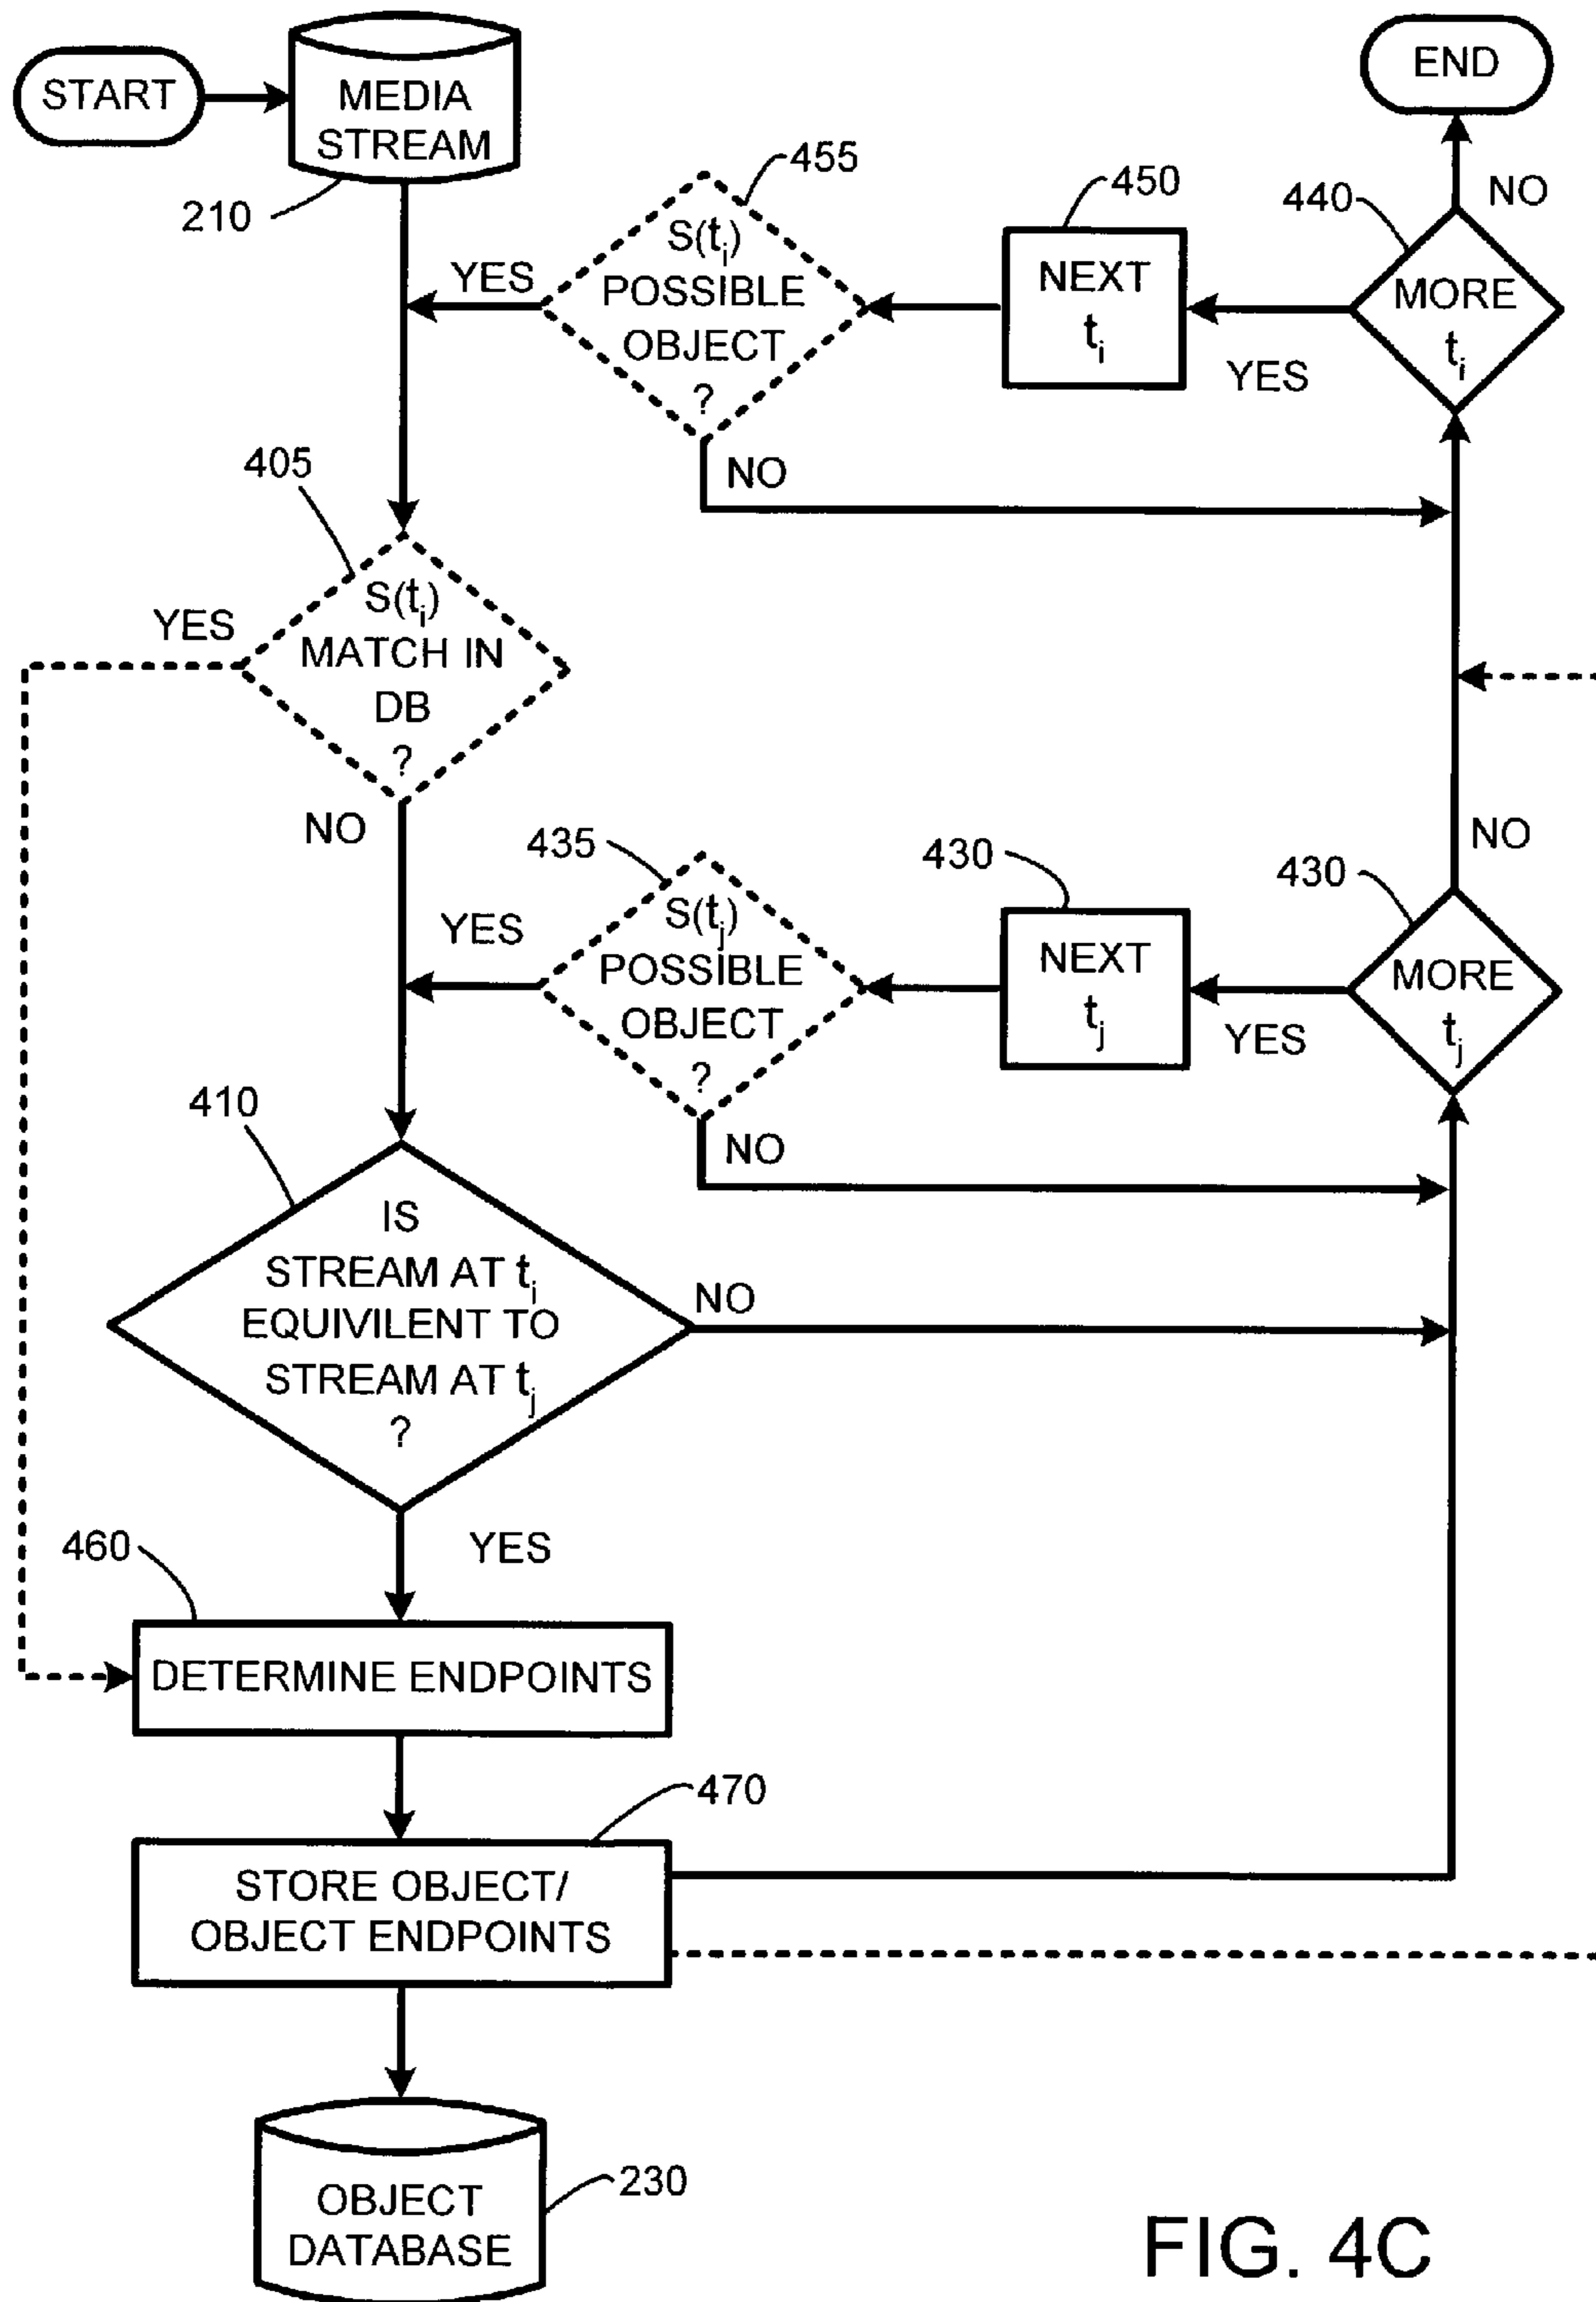 START
MEDIA
STREAM
210
END
455
S(tᵢ)
POSSIBLE
OBJECT
?
YES
NO
450
NEXT
tᵢ
440
MORE
tᵢ
YES
NO
405
S(tᵢ)
MATCH IN
DB
?
YES
NO
435
S(tⱼ)
POSSIBLE
OBJECT
?
YES
NO
430
NEXT
tⱼ
430
MORE
tⱼ
YES
NO
410
IS
STREAM AT tᵢ
EQUIVILENT TO
STREAM AT tⱼ
?
NO
YES
460
DETERMINE ENDPOINTS
470
STORE OBJECT/
OBJECT ENDPOINTS
OBJECT
DATABASE
230
FIG. 4C